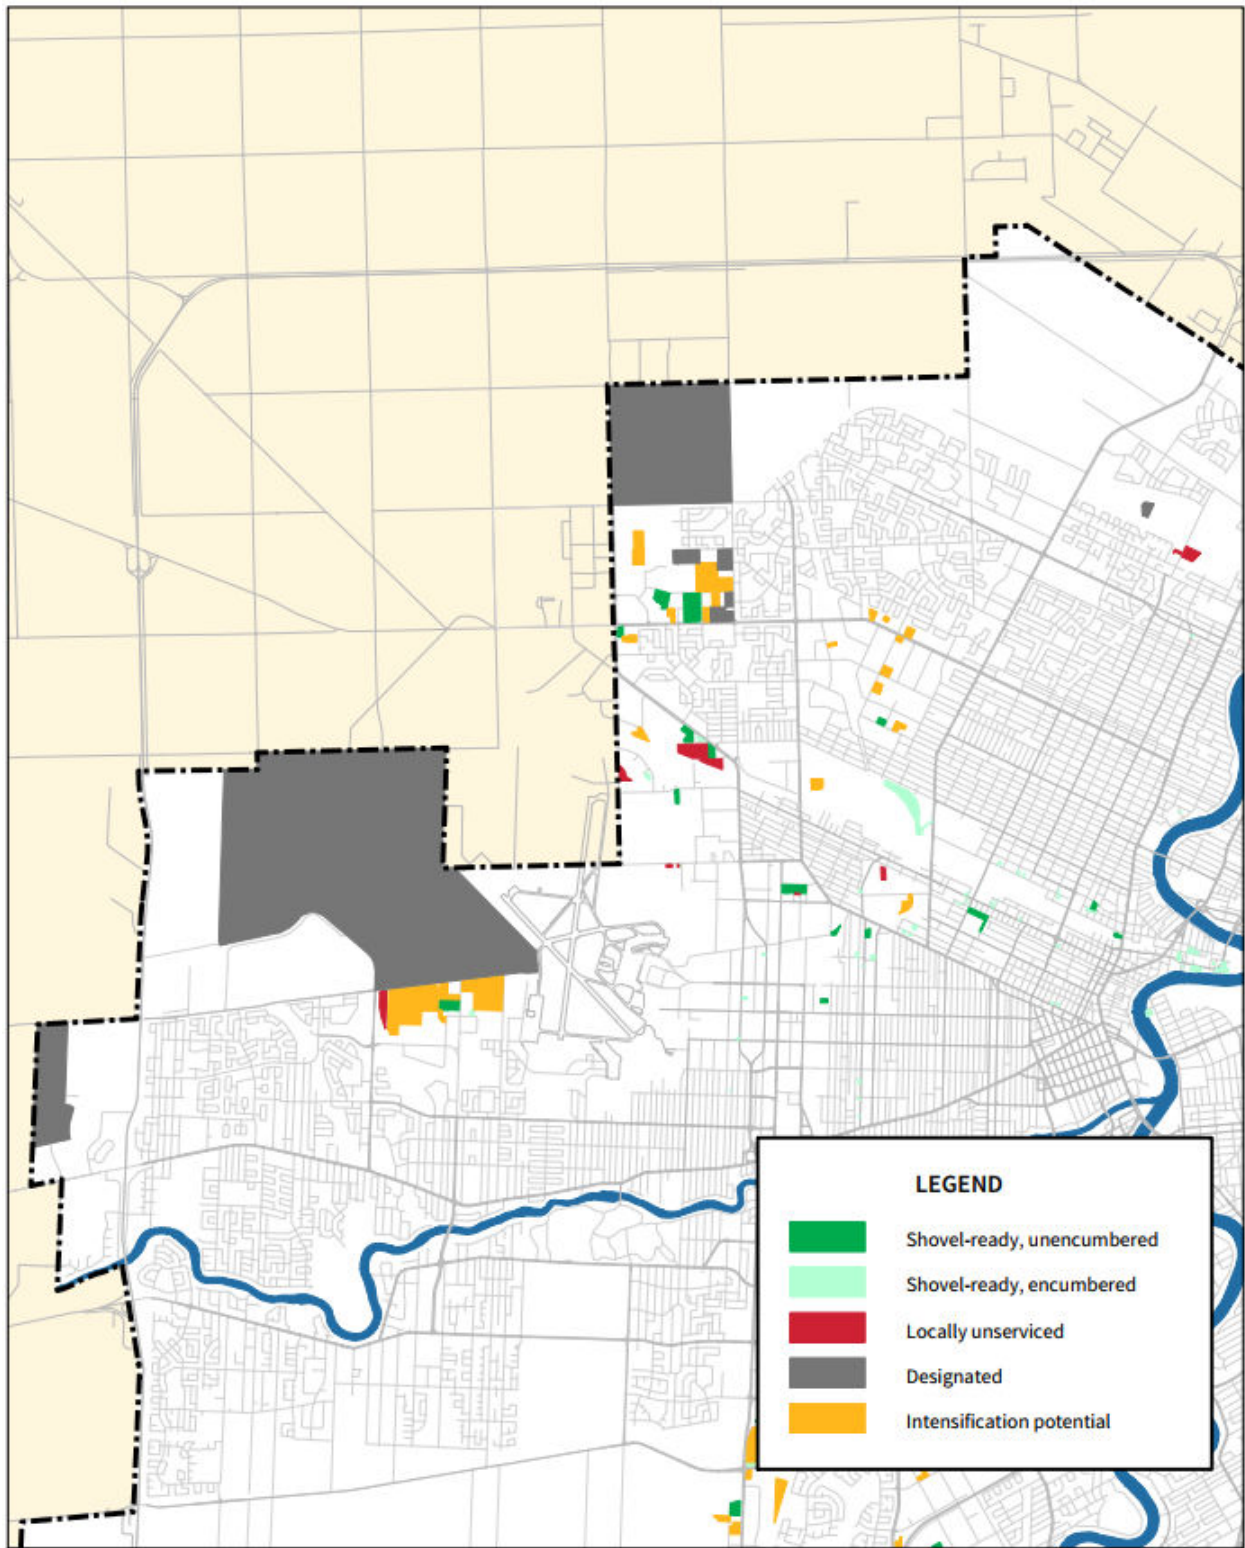 LEGEND
Shovel-ready, unencumbered
Shovel-ready, encumbered
Locally unserviced
Designated
Intensification potential